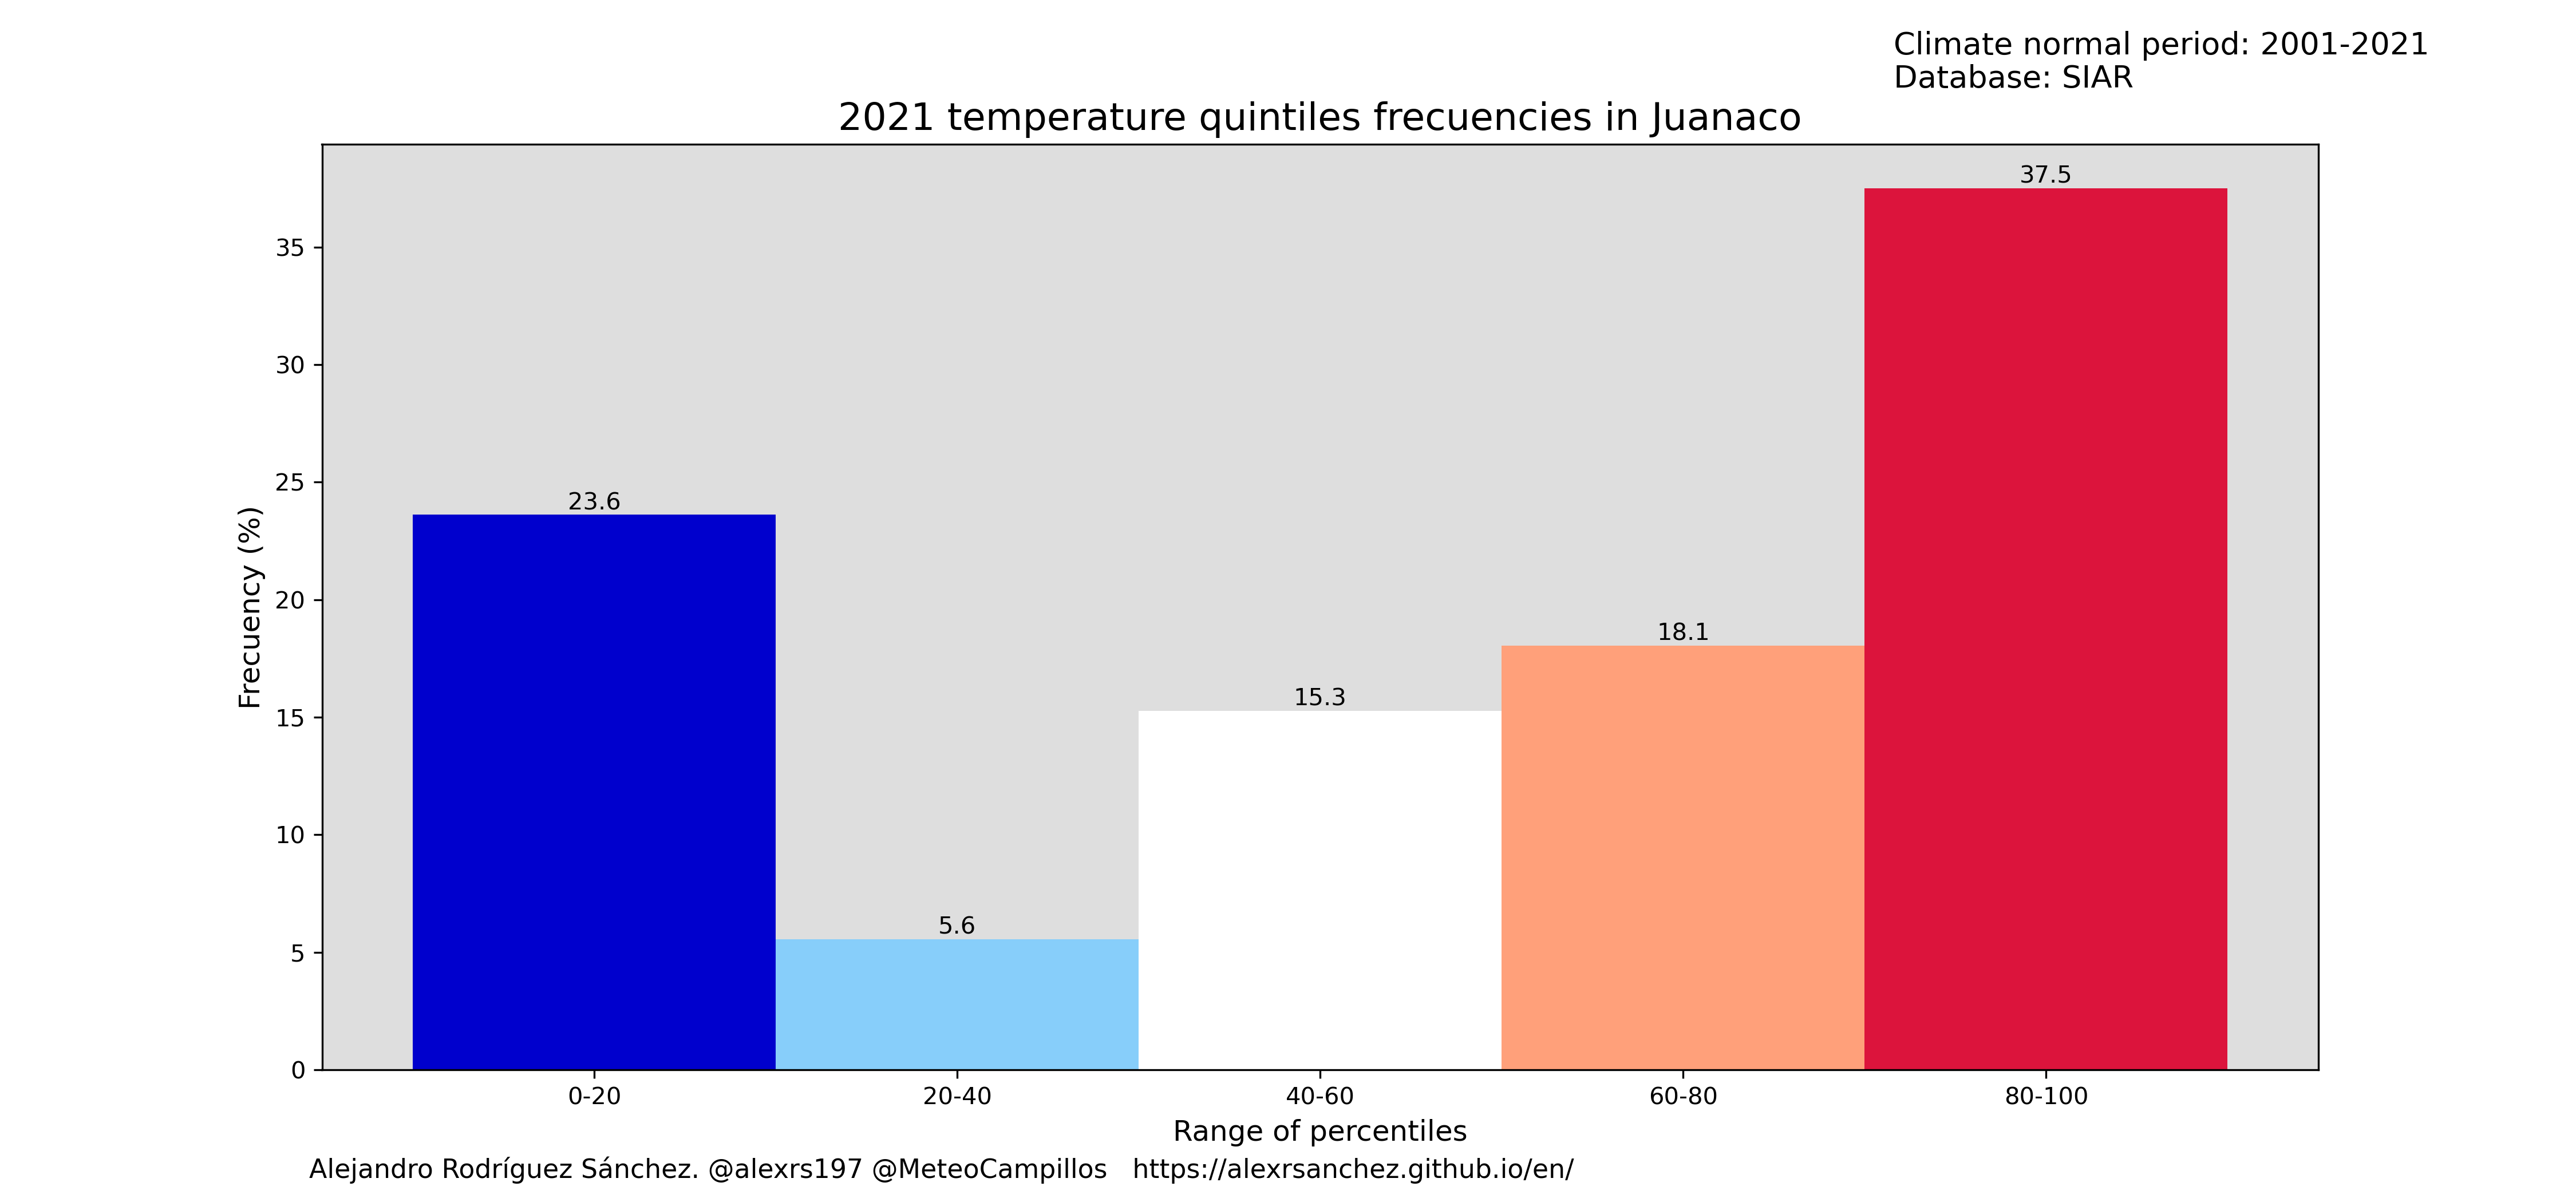 Climate normal period: 2001-2021
Database: SIAR
2021 temperature quintiles frecuencies in Juanaco
37.5
35
30
25
23.6
20
18.1
15.3
15
10
5.6
5
0
Frecuency (%)
0-20 20-40 40-60 60-80 80-100
Range of percentiles
Alejandro Rodríguez Sánchez. @alexrs197 @MeteoCampillos https://alexrsanchez.github.io/en/